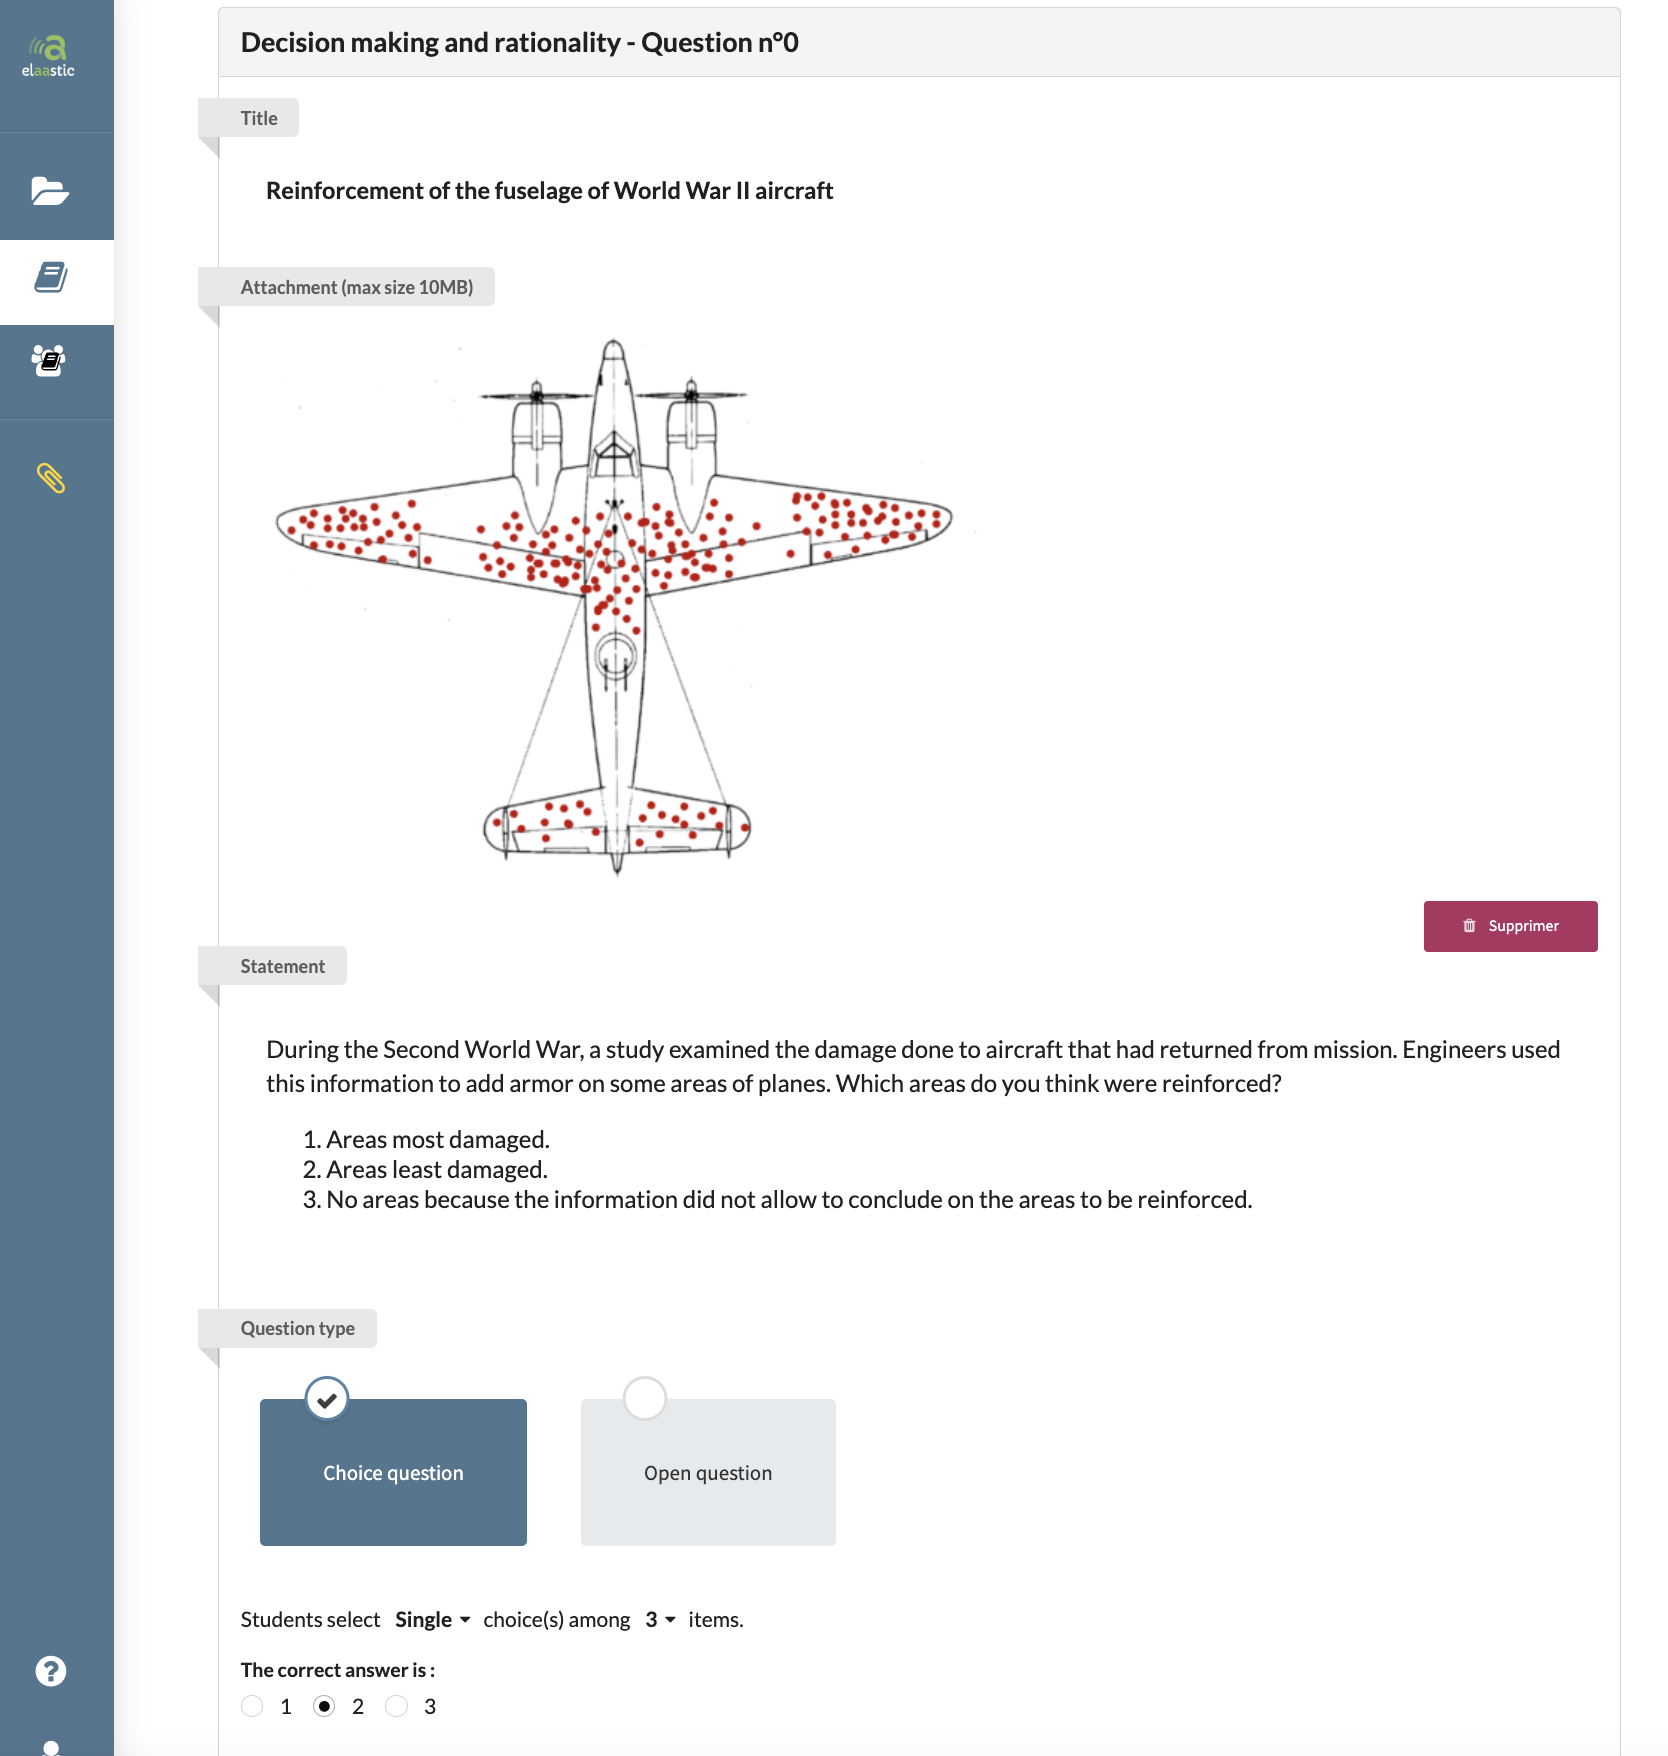 elaastic
Decision making and rationality - Question n°0
Title
Reinforcement of the fuselage of World War II aircraft
Attachment (max size 10MB)
Supprimer
Statement
During the Second World War, a study examined the damage done to aircraft that had returned from mission. Engineers used
this information to add armor on some areas of planes. Which areas do you think were reinforced?
1. Areas most damaged.
2. Areas least damaged.
3. No areas because the information did not allow to conclude on the areas to be reinforced.
Question type
Choice question
Open question
Students select Single choice(s) among 3 items.
The correct answer is :
1 2 3